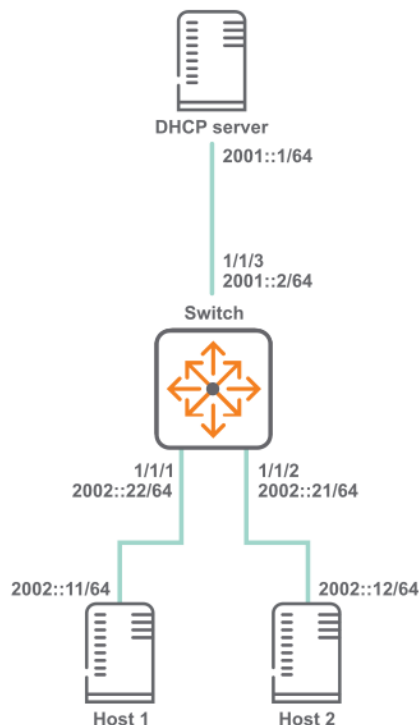 DHCP server
2001::1/64
1/1/3
2001::2/64
Switch
1/1/1
2002::22/64
1/1/2
2002::21/64
2002::11/64
2002::12/64
Host 1
Host 2